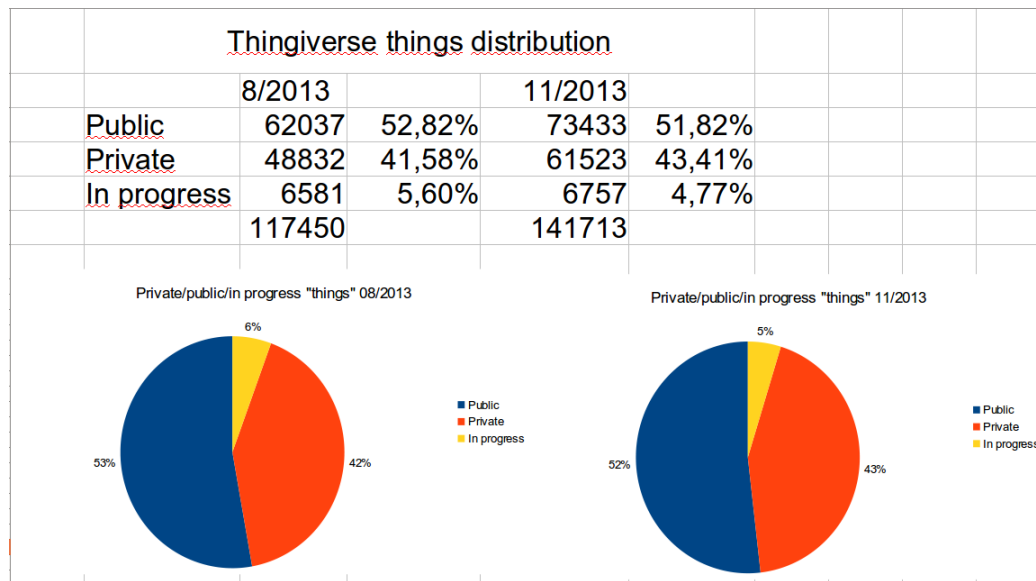 Thingiverse things distribution
8/2013 11/2013
Public 62037 52,82% 73433 51,82%
Private 48832 41,58% 61523 43,41%
In progress 6581 5,60% 6757 4,77%
117450 141713
Private/public/in progress "things" 08/2013
6%
53%
42%
Public
Private
In progress
Private/public/in progress "things" 11/2013
5%
52%
43%
Public
Private
In progress